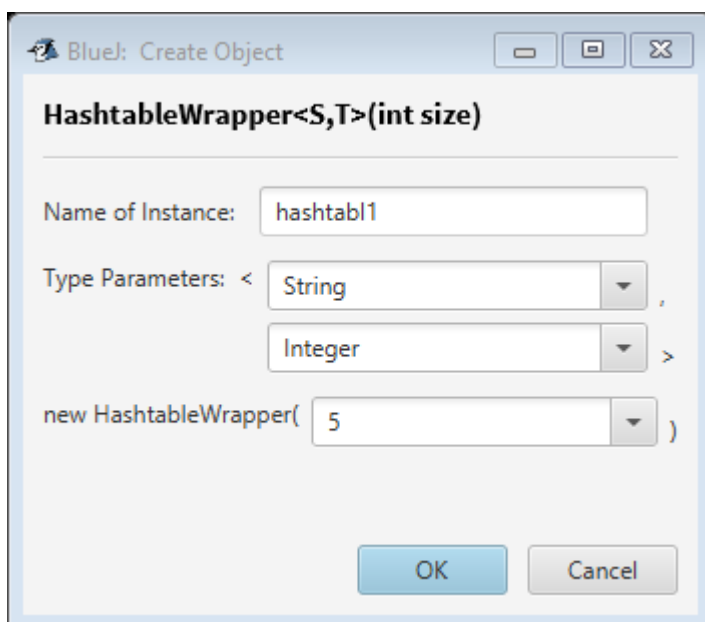 BlueJ: Create Object
HashtableWrapper<S,T>(int size)
Name of Instance: hashtabl1
Type Parameters: < String ,
Integer >
new HashtableWrapper( 5 )
OK Cancel